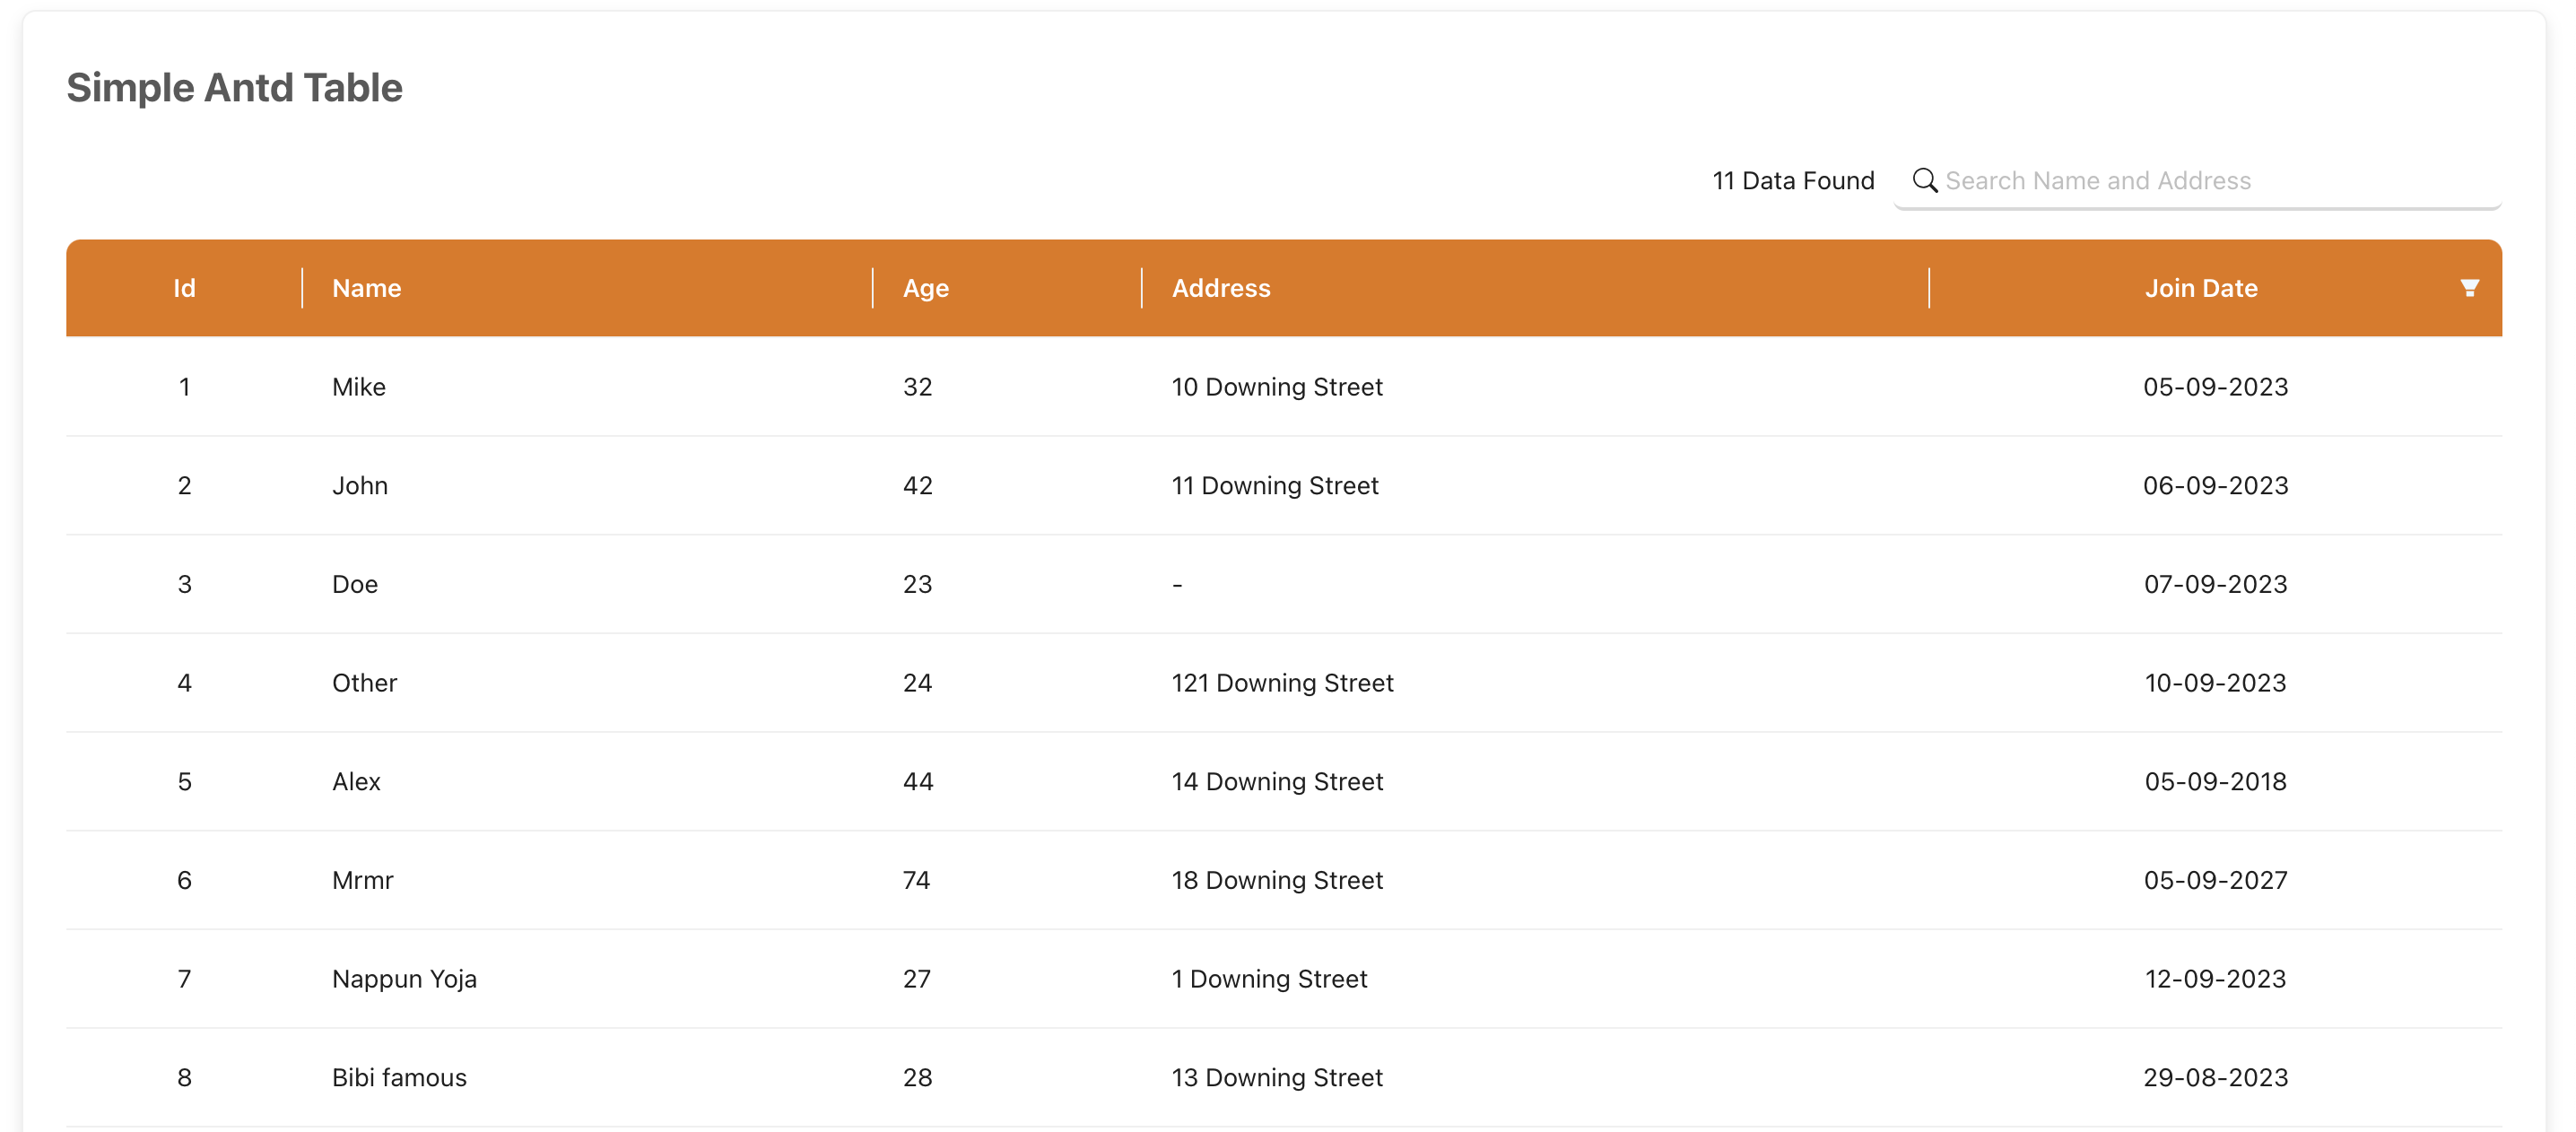 Simple Antd Table
11 Data Found Search Name and Address
Id Name Age Address Join Date
1 Mike 32 10 Downing Street 05-09-2023
2 John 42 11 Downing Street 06-09-2023
3 Doe 23 - 07-09-2023
4 Other 24 121 Downing Street 10-09-2023
5 Alex 44 14 Downing Street 05-09-2018
6 Mrmr 74 18 Downing Street 05-09-2027
7 Nappun Yoja 27 1 Downing Street 12-09-2023
8 Bibi famous 28 13 Downing Street 29-08-2023